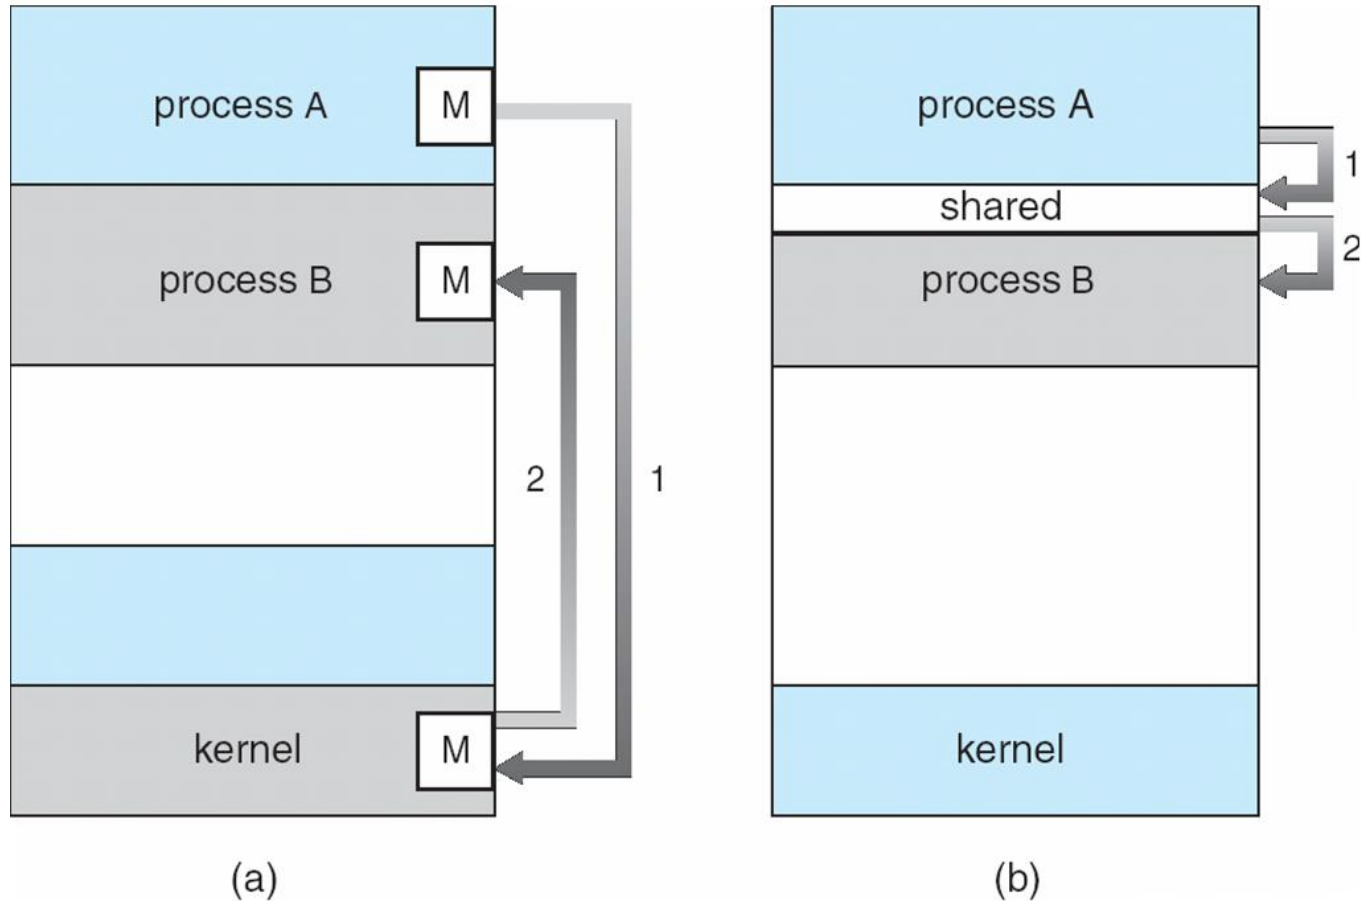 process A
M
process B
M
2
1
kernel
M
(a)
process A
1
shared
2
process B
kernel
(b)